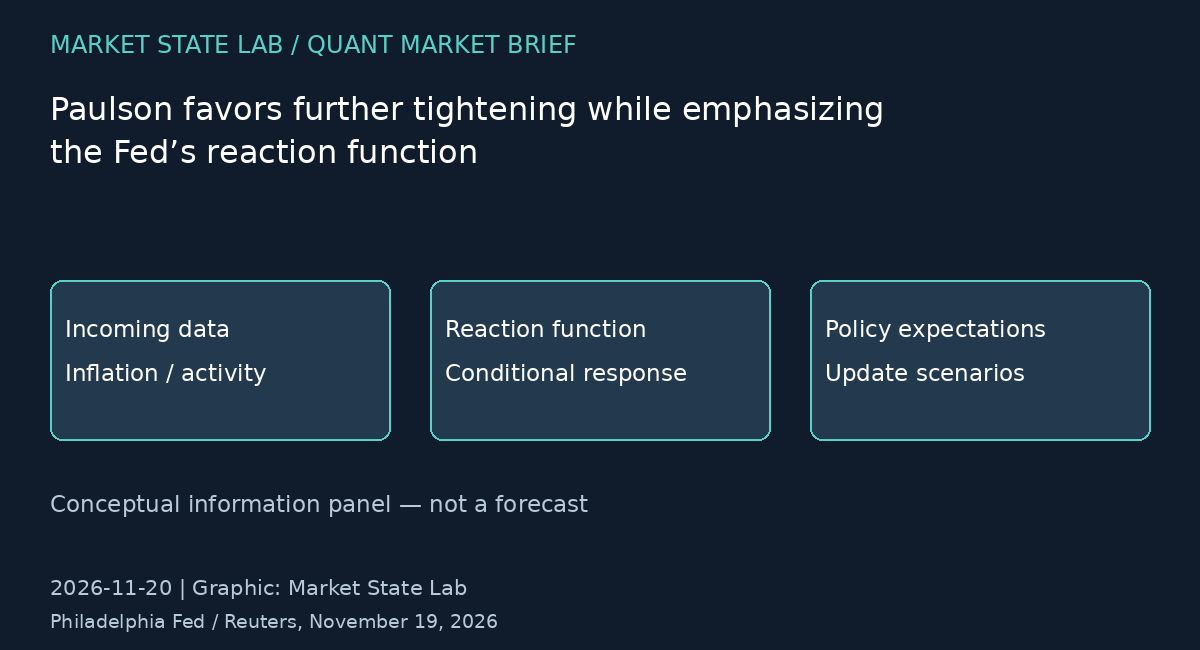 MARKET STATE LAB / QUANT MARKET BRIEF
Paulson favors further tightening while emphasizing
the Fed’s reaction function
Incoming data
Inflation / activity
Reaction function
Conditional response
Policy expectations
Update scenarios
Conceptual information panel — not a forecast
2026-11-20 | Graphic: Market State Lab
Philadelphia Fed / Reuters, November 19, 2026